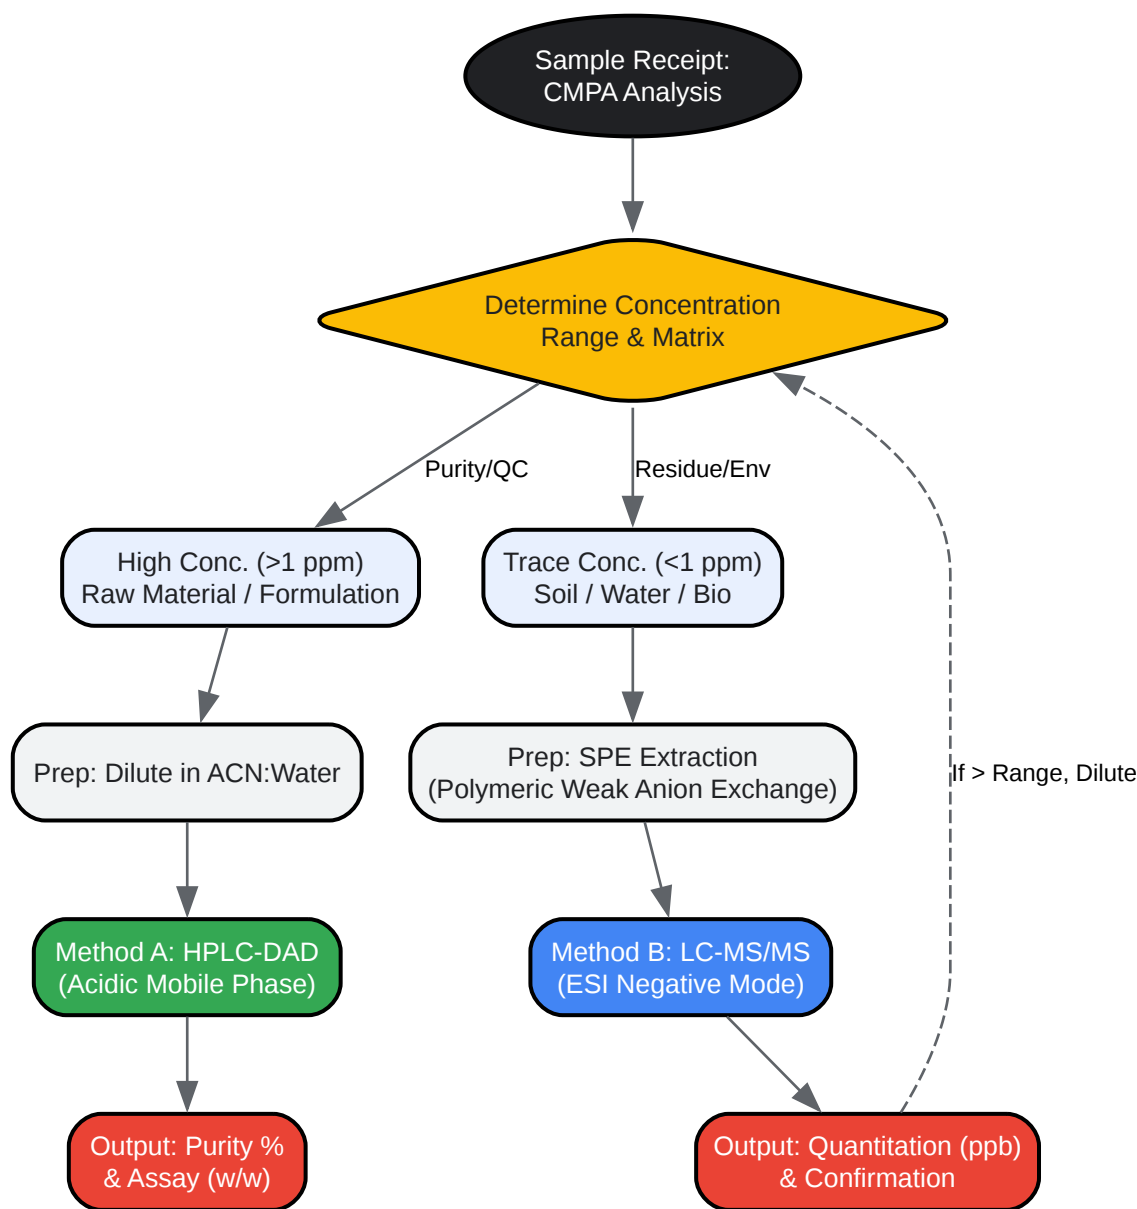 Sample Receipt:
CMPA Analysis
Determine Concentration
Range & Matrix
Purity/QC
Residue/Env
High Conc. (>1 ppm)
Raw Material / Formulation
Trace Conc. (<1 ppm)
Soil / Water / Bio
Prep: Dilute in ACN:Water
Prep: SPE Extraction
(Polymeric Weak Anion Exchange)
If > Range, Dilute
Method A: HPLC-DAD
(Acidic Mobile Phase)
Method B: LC-MS/MS
(ESI Negative Mode)
Output: Purity %
& Assay (w/w)
Output: Quantitation (ppb)
& Confirmation